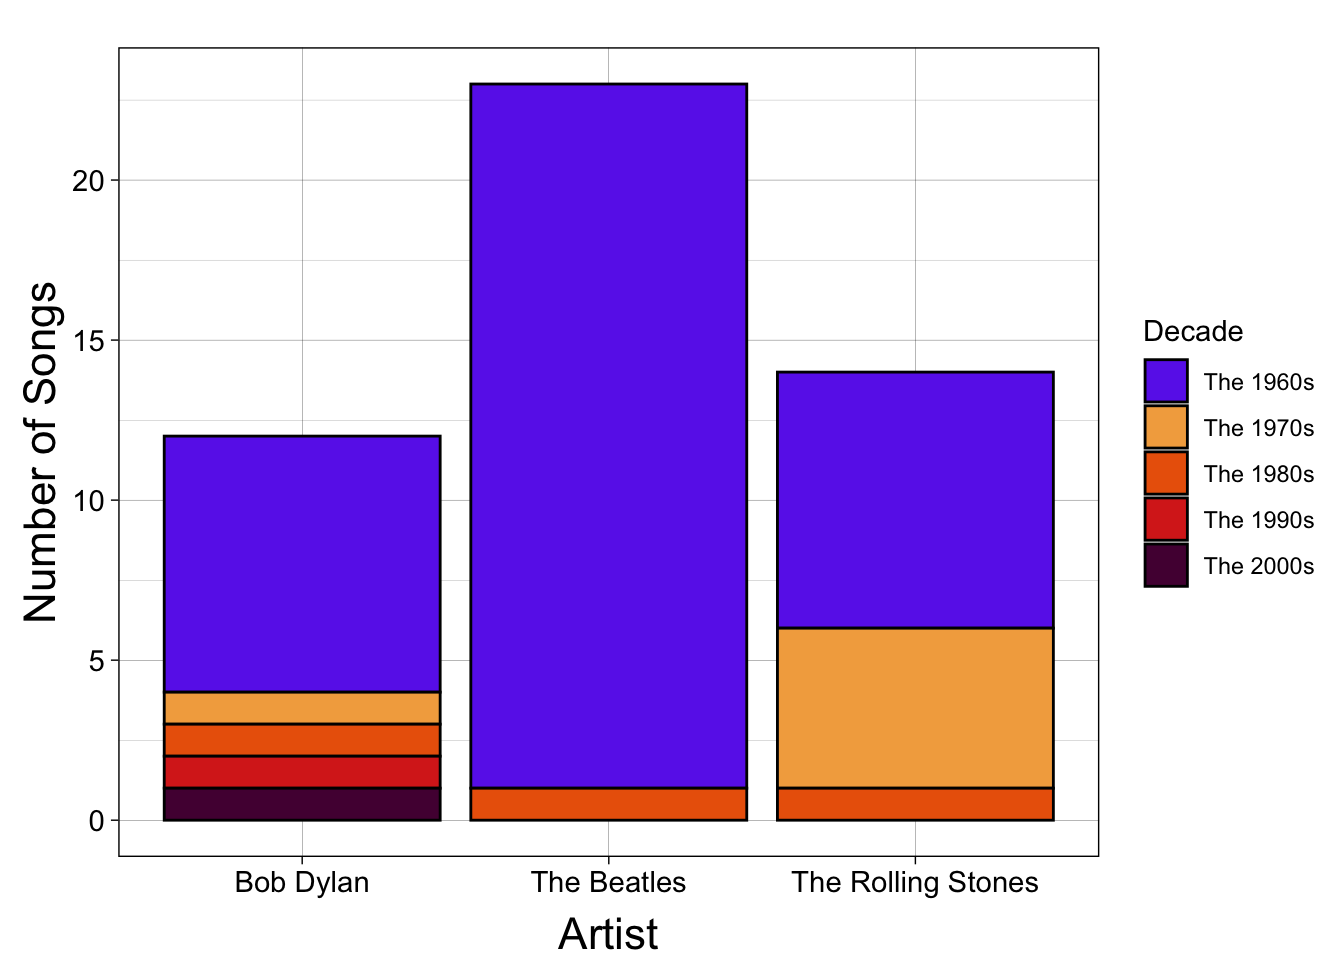 Number of Songs
20
15
10
5
0
Bob Dylan
The Beatles
The Rolling Stones
Artist
Decade
The 1960s
The 1970s
The 1980s
The 1990s
The 2000s